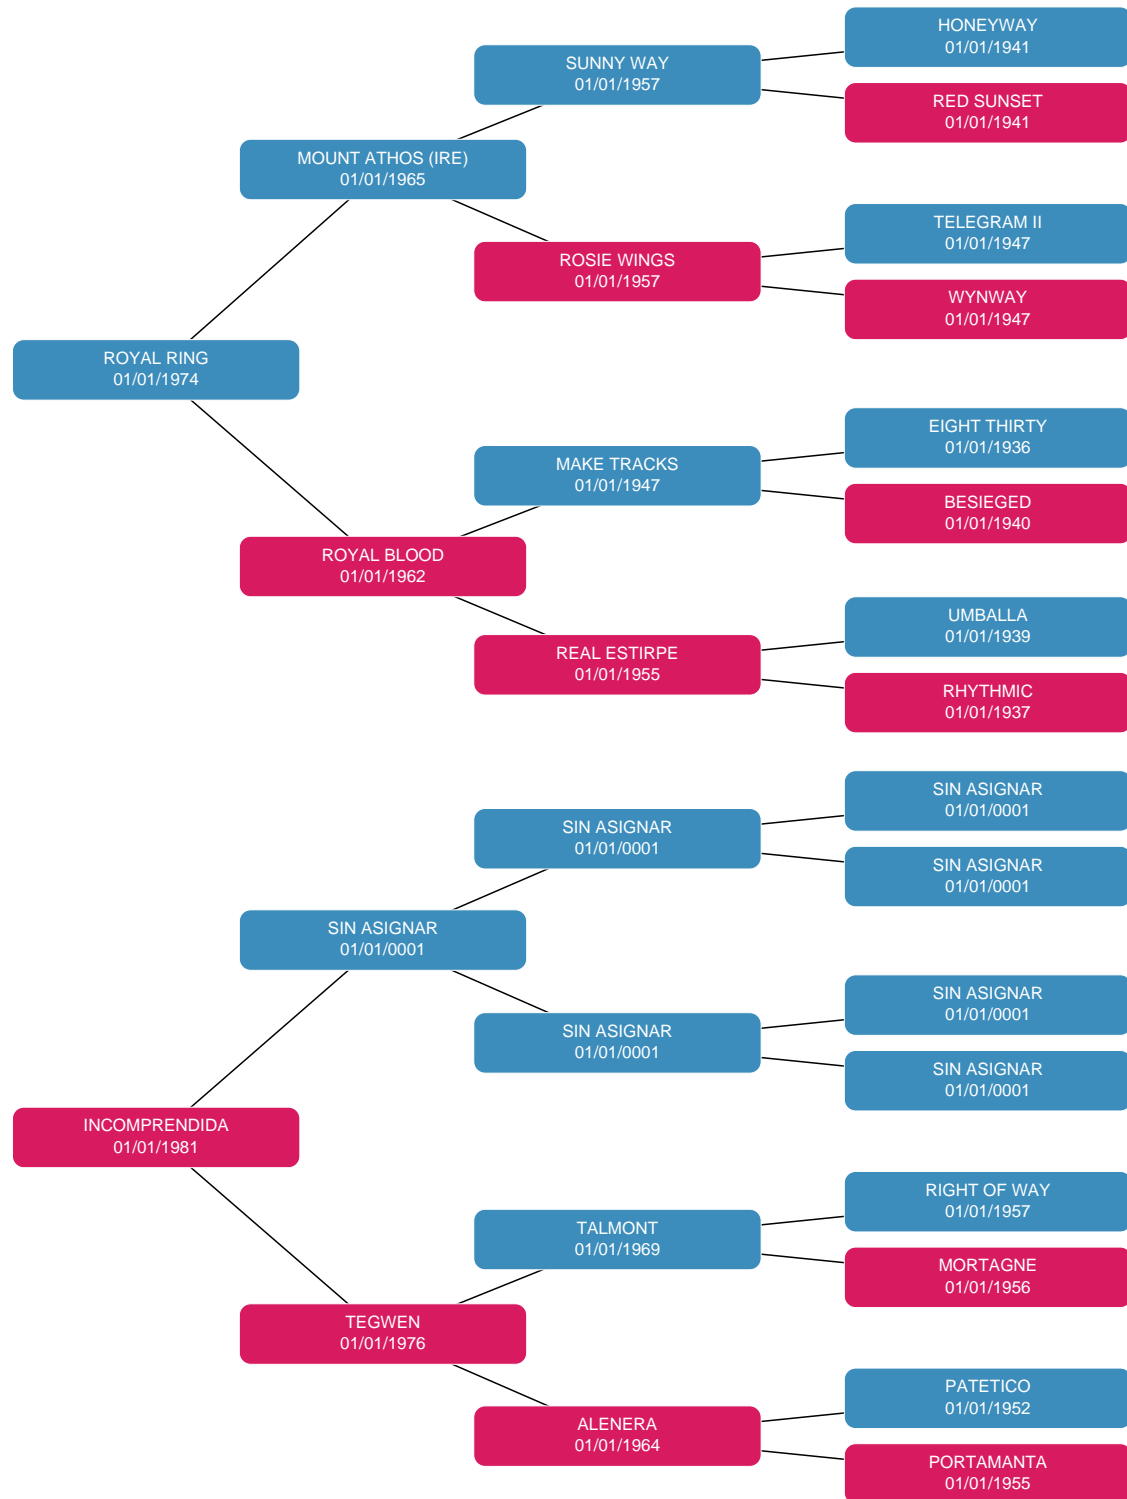 HONEYWAY
01/01/1941
SUNNY WAY
01/01/1957
RED SUNSET
01/01/1941
MOUNT ATHOS (IRE)
01/01/1965
TELEGRAM II
01/01/1947
ROSIE WINGS
01/01/1957
WYNWAY
01/01/1947
ROYAL RING
01/01/1974
EIGHT THIRTY
01/01/1936
MAKE TRACKS
01/01/1947
BESIEGED
01/01/1940
ROYAL BLOOD
01/01/1962
UMBALLA
01/01/1939
REAL ESTIRPE
01/01/1955
RHYTHMIC
01/01/1937
SIN ASIGNAR
01/01/0001
SIN ASIGNAR
01/01/0001
SIN ASIGNAR
01/01/0001
SIN ASIGNAR
01/01/0001
SIN ASIGNAR
01/01/0001
SIN ASIGNAR
01/01/0001
SIN ASIGNAR
01/01/0001
INCOMPRENDIDA
01/01/1981
RIGHT OF WAY
01/01/1957
TALMONT
01/01/1969
MORTAGNE
01/01/1956
TEGWEN
01/01/1976
PATETICO
01/01/1952
ALENERA
01/01/1964
PORTAMANTA
01/01/1955